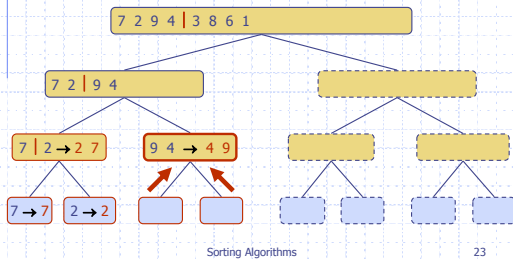 7 2 9 4 | 3 8 6 1
7 2 | 9 4
7 | 2 → 2 7
9 4 → 4 9
7 → 7
2 → 2
Sorting Algorithms
23